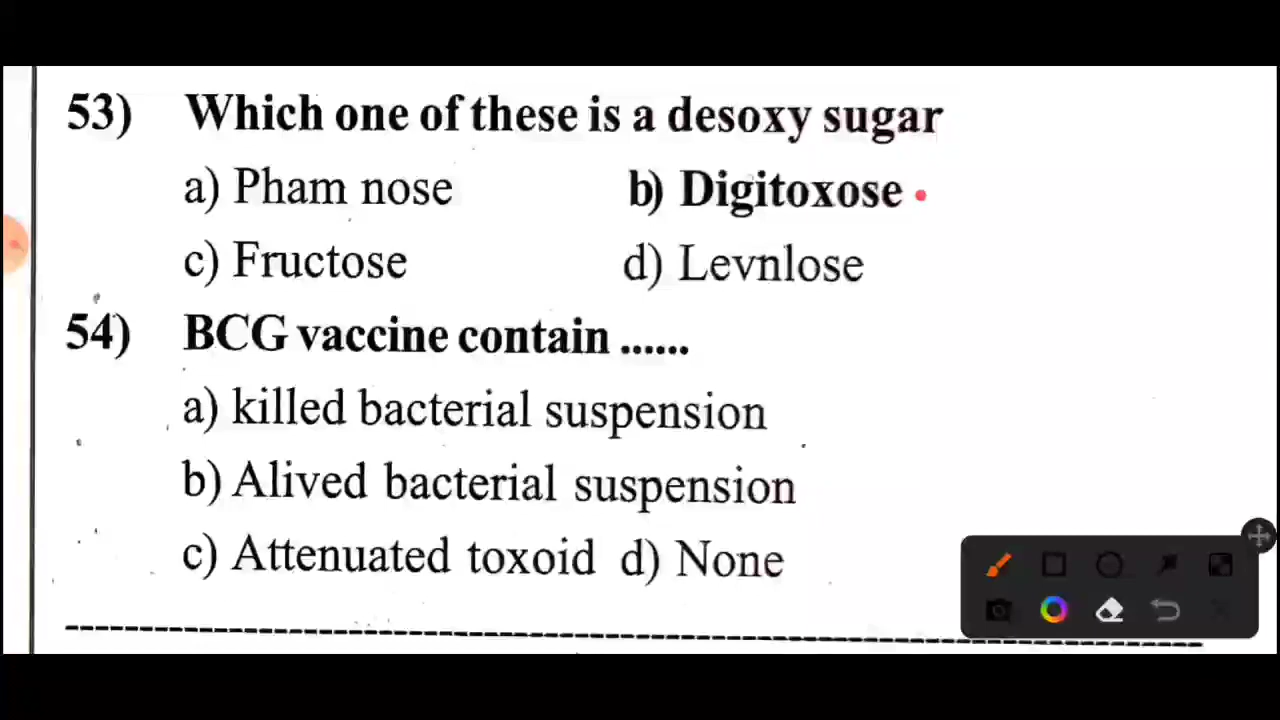 53) Which one of these is a desoxy sugar
a) Pham nose b) Digitoxose
c) Fructose d) Levnlose
54) BCG vaccine contain ......
a) killed bacterial suspension
b) Alived bacterial suspension
c) Attenuated toxoid d) None